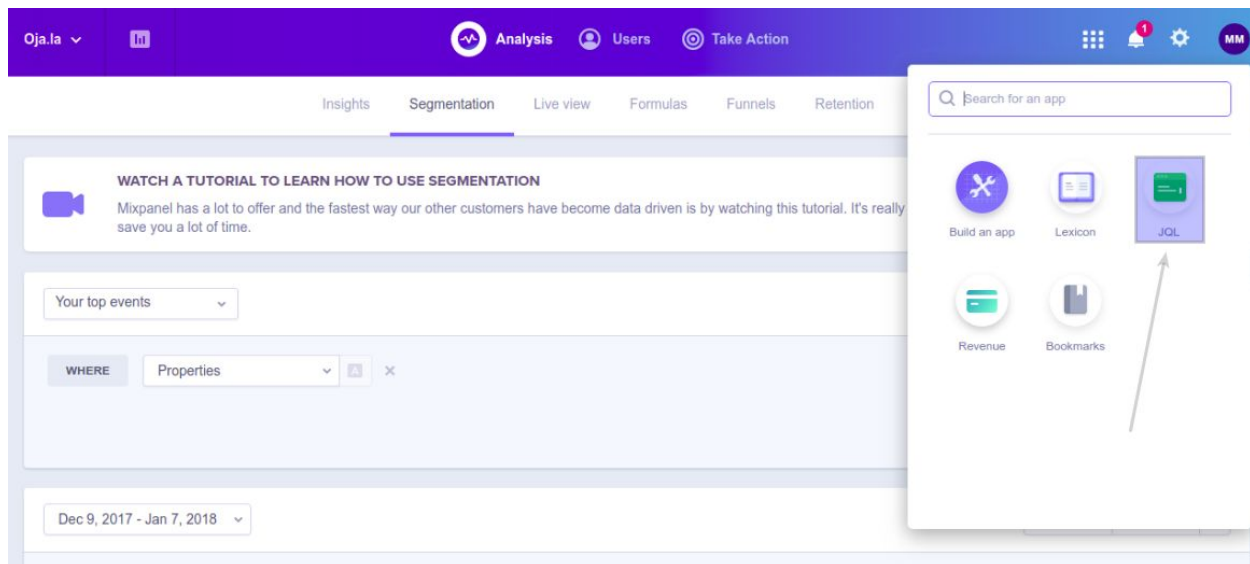 Oja.la
Analysis
Users
Take Action
1
MM
Insights
Segmentation
Live view
Formulas
Funnels
Retention
Search for an app
WATCH A TUTORIAL TO LEARN HOW TO USE SEGMENTATION
Mixpanel has a lot to offer and the fastest way our other customers have become data driven is by watching this tutorial. It's really
save you a lot of time.
Build an app
Lexicon
JQL
Your top events
Revenue
Bookmarks
WHERE
Properties
A
Dec 9, 2017 - Jan 7, 2018